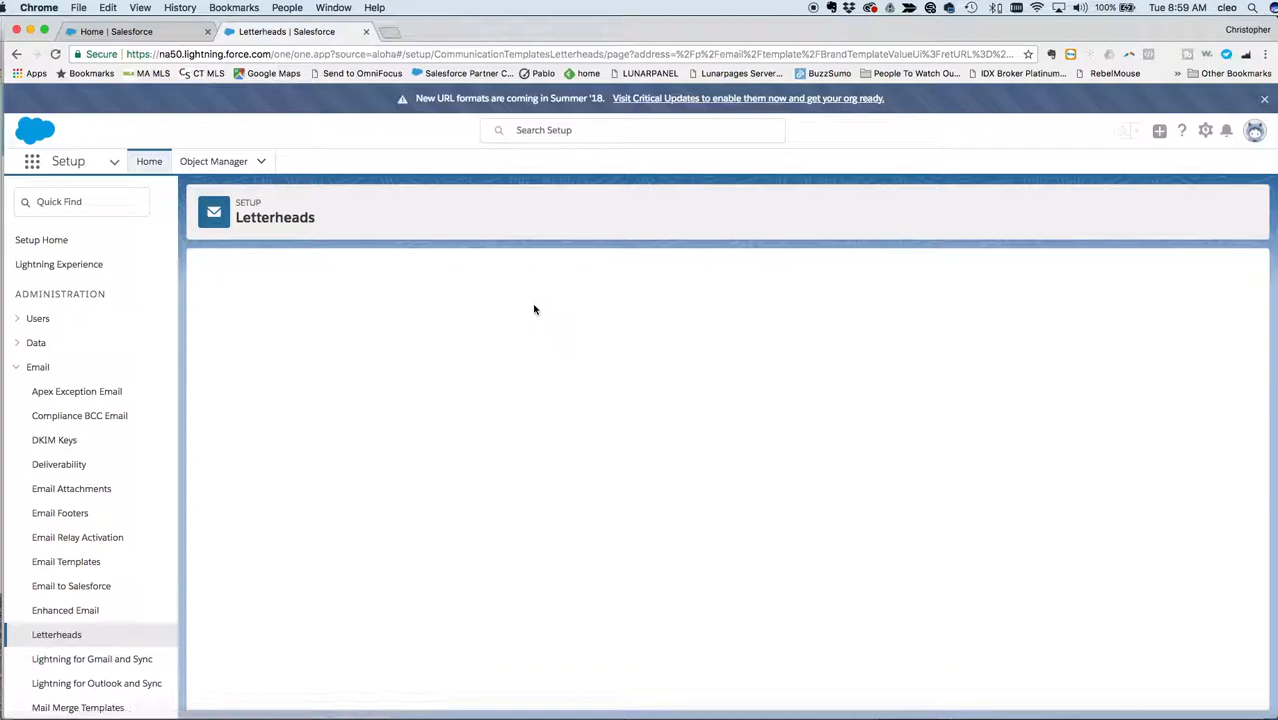 Chrome File Edit View History Bookmarks People Window Help
100% Tue 8:59 AM cleo
Home | Salesforce
Letterheads | Salesforce
Christopher
Secure https://na50.lightning.force.com/one/one.app?source=aloha#/setup/CommunicationTemplatesLetterheads/page?address=%2Fp%2Femail%2Ftemplate%2FBrandTemplateValueUi%3FretURL%3D%2...
Apps Bookmarks MA MLS CT MLS Google Maps Send to OmniFocus Salesforce Partner C... Pablo home LUNARPANEL Lunarpages Server... BuzzSumo People To Watch Ou... IDX Broker Platinum... RebelMouse » Other Bookmarks
New URL formats are coming in Summer '18. Visit Critical Updates to enable them now and get your org ready.
Search Setup
Setup Home Object Manager
Quick Find
Setup Home
Lightning Experience
ADMINISTRATION
Users
Data
Email
Apex Exception Email
Compliance BCC Email
DKIM Keys
Deliverability
Email Attachments
Email Footers
Email Relay Activation
Email Templates
Email to Salesforce
Enhanced Email
Letterheads
Lightning for Gmail and Sync
Lightning for Outlook and Sync
Mail Merge Templates
SETUP
Letterheads